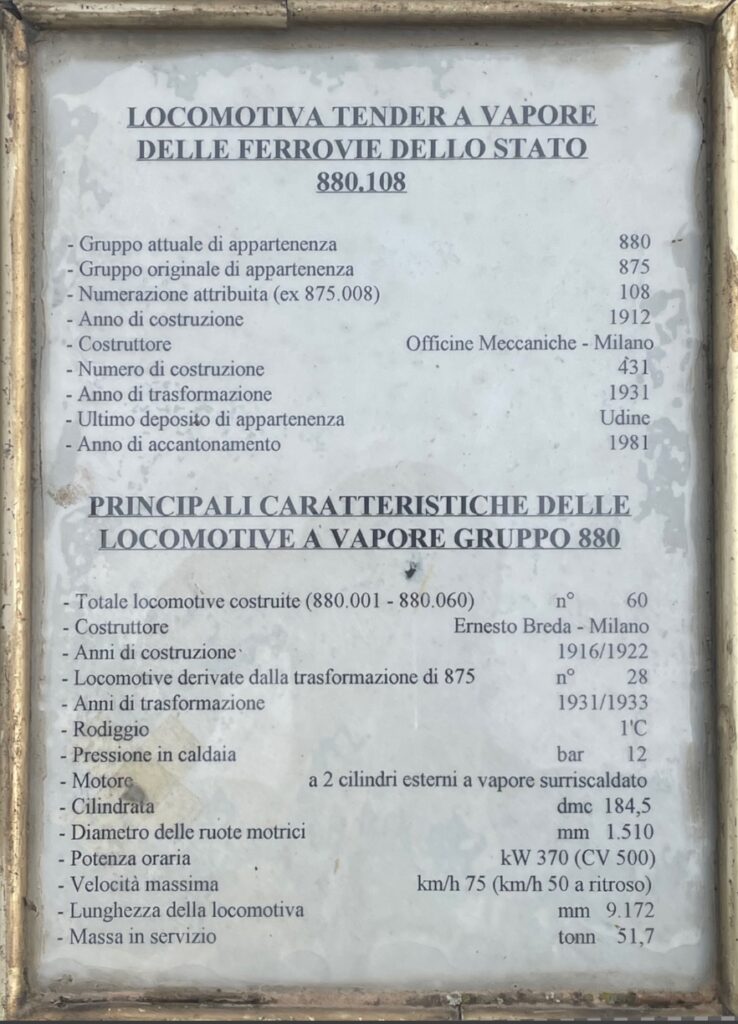 LOCOMOTIVA TENDER A VAPORE
DELLE FERROVIE DELLO STATO
880.108
- Gruppo attuale di appartenenza 880
- Gruppo originale di appartenenza 875
- Numerazione attribuita (ex 875.008) 108
- Anno di costruzione 1912
- Costruttore Officine Meccaniche - Milano
- Numero di costruzione 431
- Anno di trasformazione 1931
- Ultimo deposito di appartenenza Udine
- Anno di accantonamento 1981
PRINCIPALI CARATTERISTICHE DELLE
LOCOMOTIVE A VAPORE GRUPPO 880
- Totale locomotive costruite (880.001 - 880.060) n° 60
- Costruttore Ernesto Breda - Milano
- Anni di costruzione 1916/1922
- Locomotive derivate dalla trasformazione di 875 n° 28
- Anni di trasformazione 1931/1933
- Rodiggio 1'C
- Pressione in caldaia bar 12
- Motore a 2 cilindri esterni a vapore surriscaldato
- Cilindrata dmc 184,5
- Diametro delle ruote motrici mm 1.510
- Potenza oraria kW 370 (CV 500)
- Velocità massima km/h 75 (km/h 50 a ritroso)
- Lunghezza della locomotiva mm 9.172
- Massa in servizio tonn 51,7